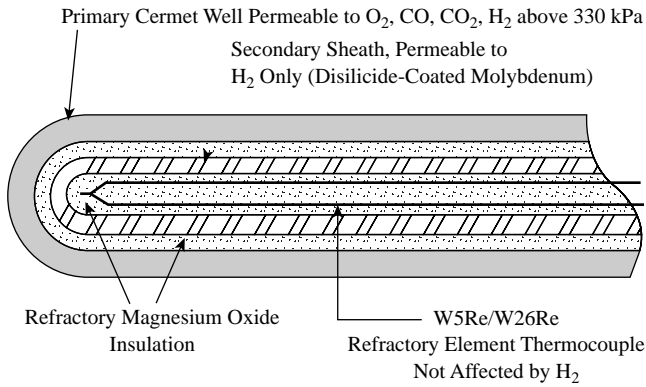 Primary Cermet Well Permeable to O₂, CO, CO₂, H₂ above 330 kPa
Secondary Sheath, Permeable to
H₂ Only (Disilicide-Coated Molybdenum)
Refractory Magnesium Oxide
Insulation
W5Re/W26Re
Refractory Element Thermocouple
Not Affected by H₂